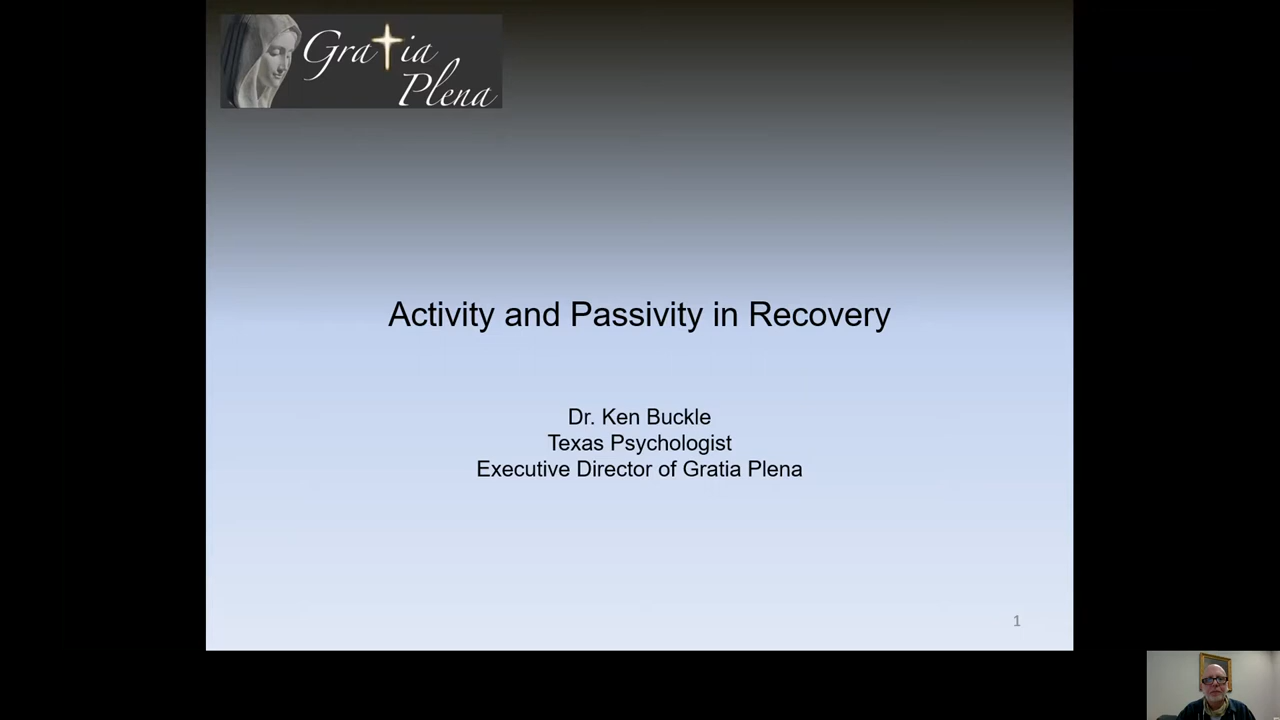 Gratia
Plena
Activity and Passivity in Recovery
Dr. Ken Buckle
Texas Psychologist
Executive Director of Gratia Plena
1